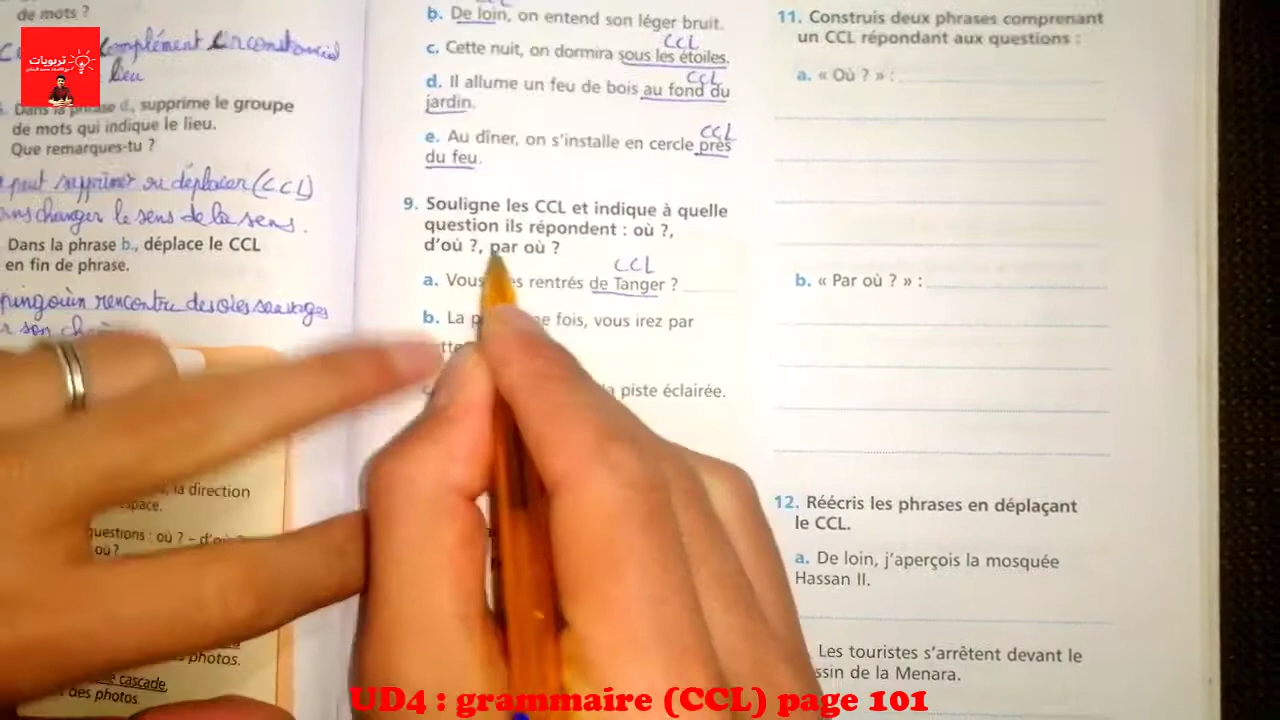 de mots ?
complément circonstanciel
lieu
تربويات
Dans la phrase d., supprime le groupe
de mots qui indique le lieu.
Que remarques-tu ?
peut supprimer ou déplacer (CCL)
changer le sens de la sens.
Dans la phrase b., déplace le CCL
en fin de phrase.
pingouin rencontre des oies sauvages
son
, la direction
space.
questions : où ? – d'où ?
où ?
photos.
cascade,
des photos
b. De loin, on entend son léger bruit.
CCL
c. Cette nuit, on dormira sous les étoiles.
CCL
d. Il allume un feu de bois au fond du
jardin.
CCL
e. Au dîner, on s'installe en cercle près
du feu.
9. Souligne les CCL et indique à quelle
question ils répondent : où ?,
d'où ?, par où ?
CCL
a. Vous rentrés de Tanger ?
b. La fois, vous irez par
piste éclairée.
11. Construis deux phrases comprenant
un CCL répondant aux questions :
a. « Où ? » :
b. « Par où ? » :
12. Réécris les phrases en déplaçant
le CCL.
a. De loin, j'aperçois la mosquée
Hassan II.
Les touristes s'arrêtent devant le
ssin de la Menara.
UD4 : grammaire (CCL) page 101